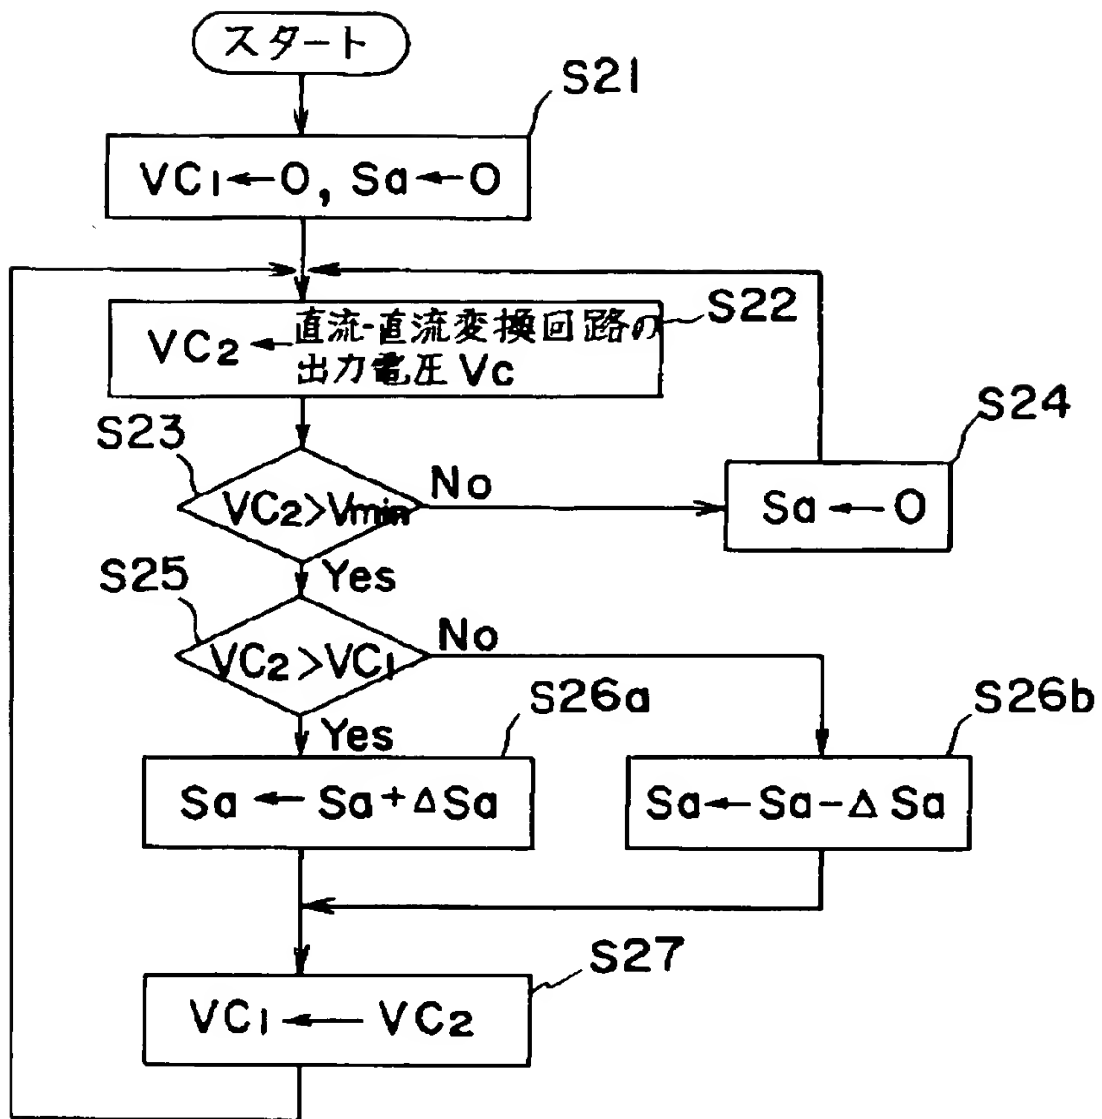 スタート
S21
VC1←0, Sa←0
S22
VC2 ← 直流-直流変換回路の
出力電圧 Vc
S23
VC2>Vmin
No
S24
Sa ← 0
Yes
S25
VC2>VC1
No
Yes
S26a
Sa ← Sa+ΔSa
S26b
Sa←Sa-ΔSa
S27
VC1 ← VC2